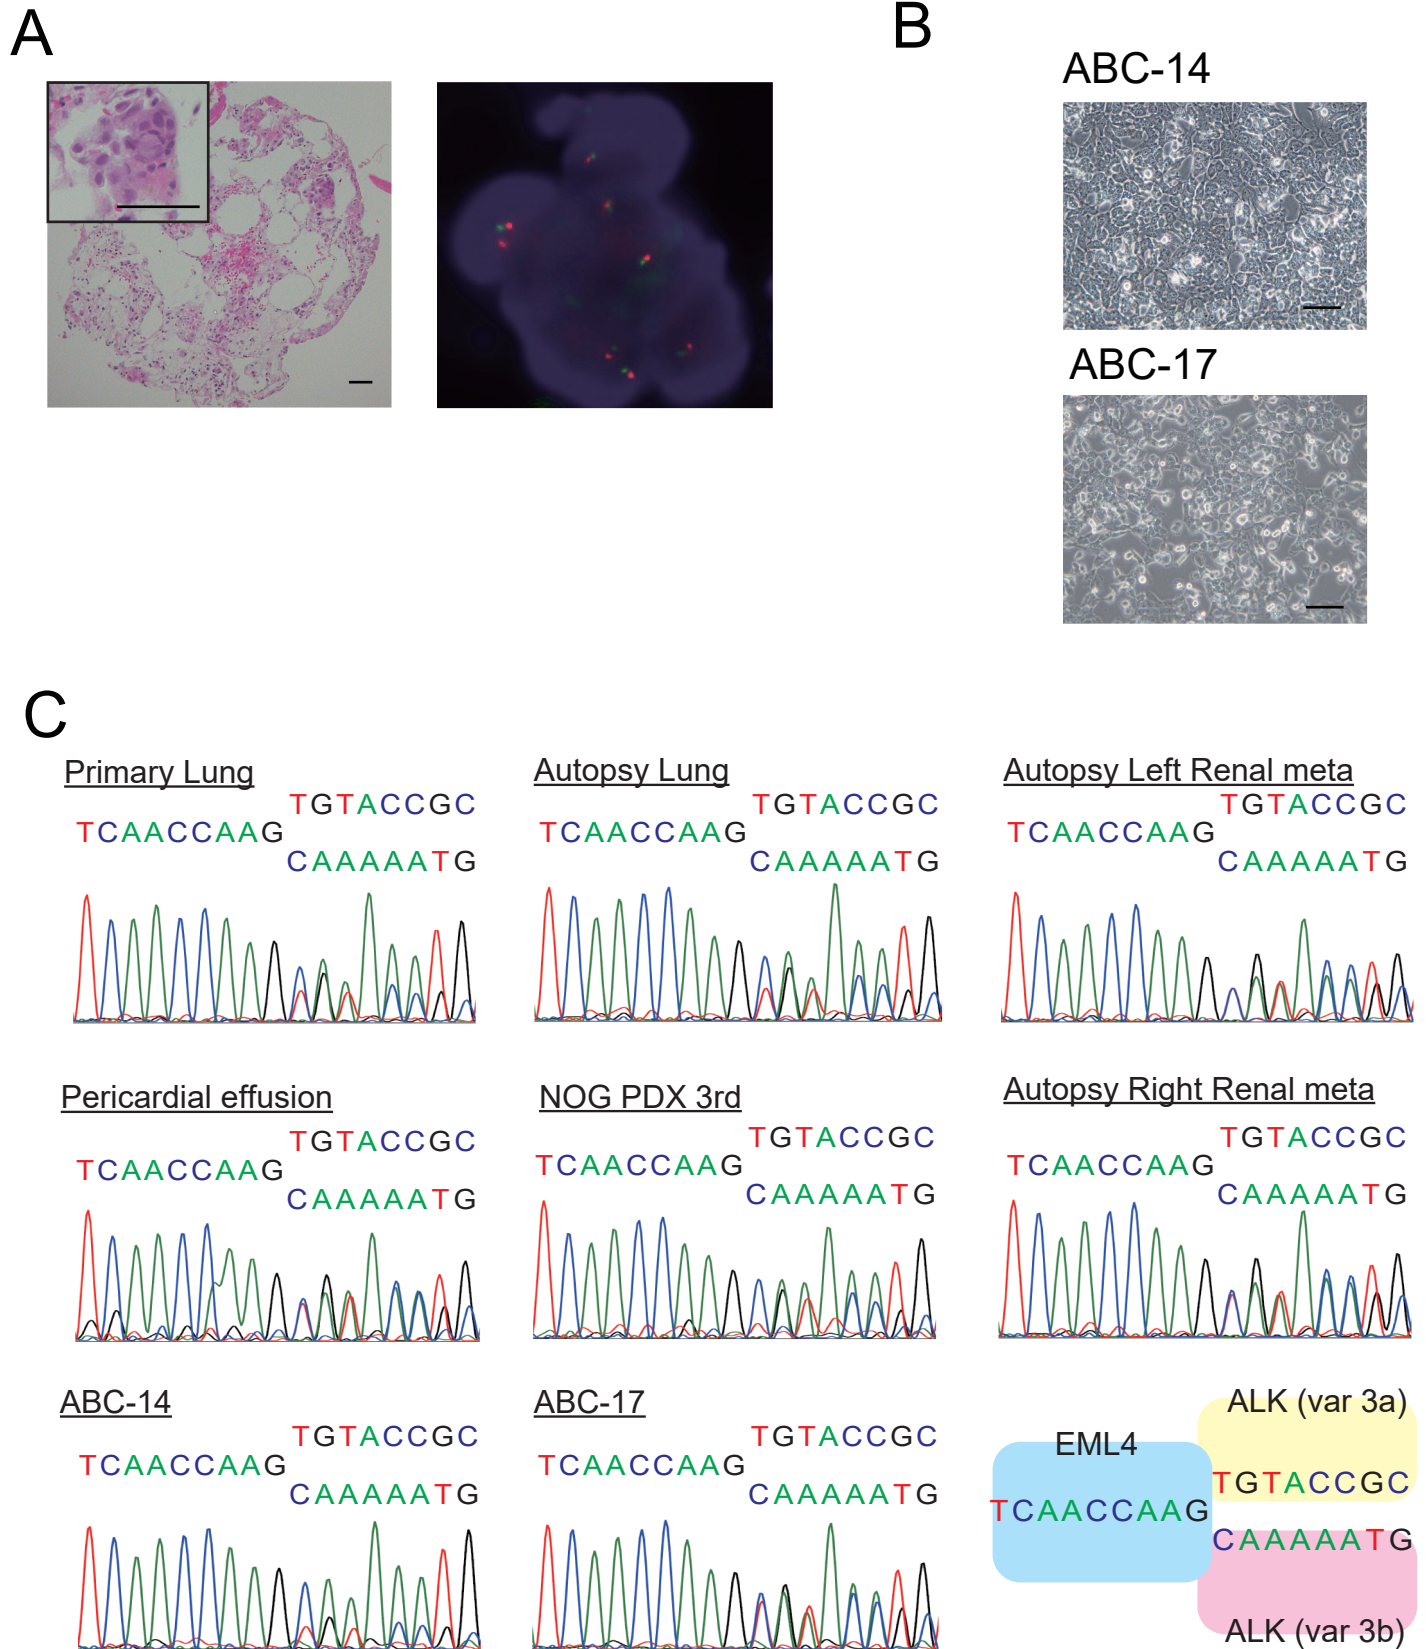 A
B
ABC-14
ABC-17
C
Primary Lung
TGTACCGC
TCAACCAAG
CAAAAATG
Autopsy Lung
TGTACCGC
TCAACCAAG
CAAAAATG
Autopsy Left Renal meta
TGTACCGC
TCAACCAAG
CAAAAATG
Pericardial effusion
TGTACCGC
TCAACCAAG
CAAAAATG
NOG PDX 3rd
TGTACCGC
TCAACCAAG
CAAAAATG
Autopsy Right Renal meta
TGTACCGC
TCAACCAAG
CAAAAATG
ABC-14
TGTACCGC
TCAACCAAG
CAAAAATG
ABC-17
TGTACCGC
TCAACCAAG
CAAAAATG
ALK (var 3a)
EML4
TGTACCGC
TCAACCAAG
CAAAAATG
ALK (var 3b)